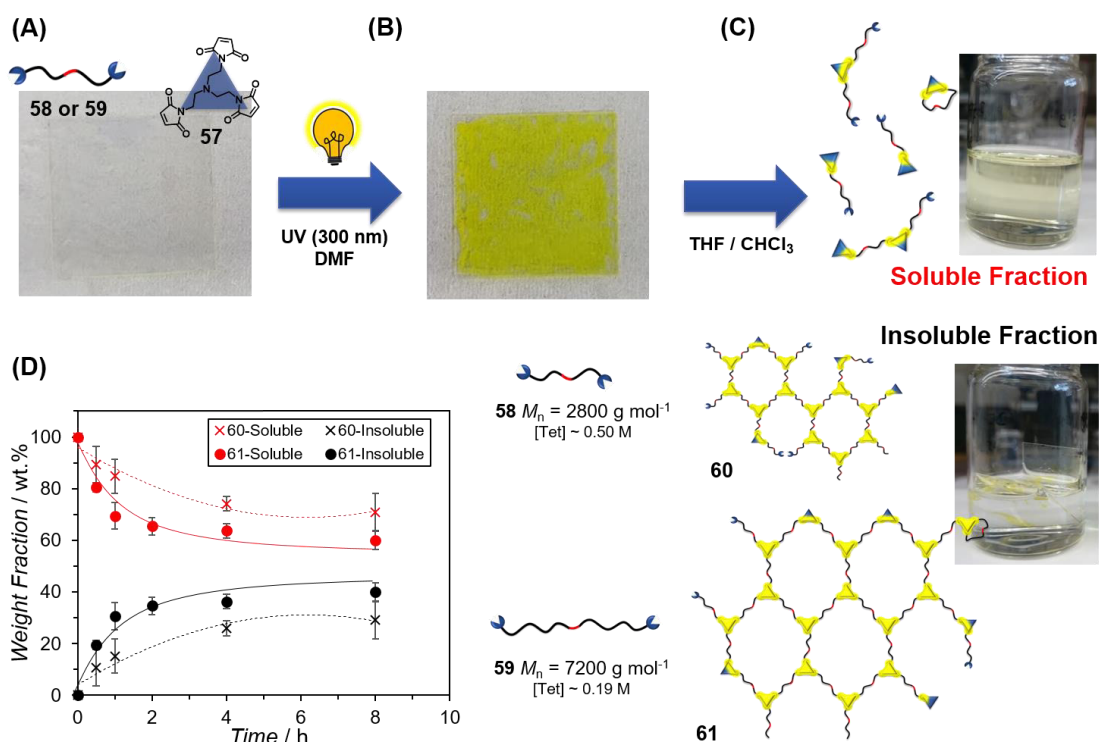 (A)
(B)
(C)
58 or 59
57
O
O
N
O
N
N
O
O
N
O
UV (300 nm)
DMF
THF / CHCl3
Soluble Fraction
Insoluble Fraction
(D)
Weight Fraction / wt.%
100
80
60
40
20
0
0
2
4
6
8
10
Time / h
60-Soluble
60-Insoluble
61-Soluble
61-Insoluble
58 Mn = 2800 g mol-1
[Tet] ~ 0.50 M
60
59 Mn = 7200 g mol-1
[Tet] ~ 0.19 M
61